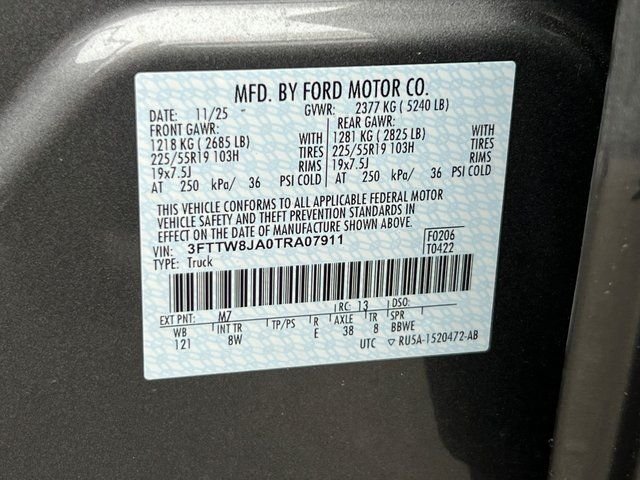 MFD. BY FORD MOTOR CO.
DATE: 11/25 GVWR: 2377 KG ( 5240 LB)
FRONT GAWR: REAR GAWR:
1218 KG ( 2685 LB) WITH 1281 KG ( 2825 LB) WITH
225/55R19 103H TIRES 225/55R19 103H TIRES
19x7.5J RIMS 19x7.5J RIMS
AT 250 kPa/ 36 PSI COLD AT 250 kPa/ 36 PSI COLD
THIS VEHICLE CONFORMS TO ALL APPLICABLE FEDERAL MOTOR
VEHICLE SAFETY AND THEFT PREVENTION STANDARDS IN
EFFECT ON THE DATE OF MANUFACTURE SHOWN ABOVE.
VIN: 3FTTW8JA0TRA07911 F0206
TYPE: Truck T0422
EXT PNT: M7 RC: 13 DSO:
WB INT TR TP/PS R AXLE TR SPR
121 8W E 38 8 BBWE
UTC ▽ RU5A-1520472-AB